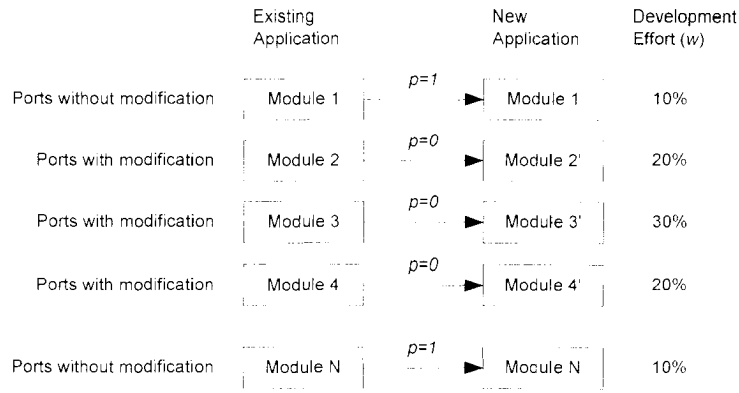 Existing Application
New Application
Development Effort (w)
Ports without modification Module 1 p=1 Module 1 10%
Ports with modification Module 2 p=0 Module 2' 20%
Ports with modification Module 3 p=0 Module 3' 30%
Ports with modification Module 4 p=0 Module 4' 20%
Ports without modification Module N p=1 Module N 10%